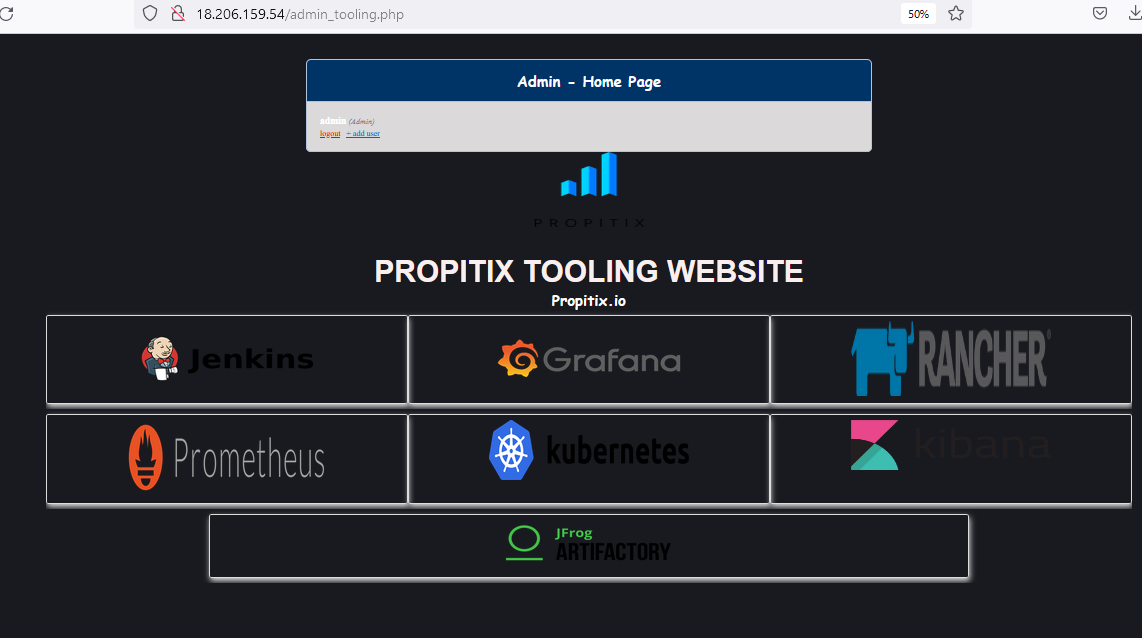 18.206.159.54/admin_tooling.php
50%
Admin - Home Page
admin (Admin)
logout + add user
PROPITIX
PROPITIX TOOLING WEBSITE
Propitix.io
Jenkins
Grafana
RANCHER®
Prometheus
kubernetes
kibana
JFrog
ARTIFACTORY